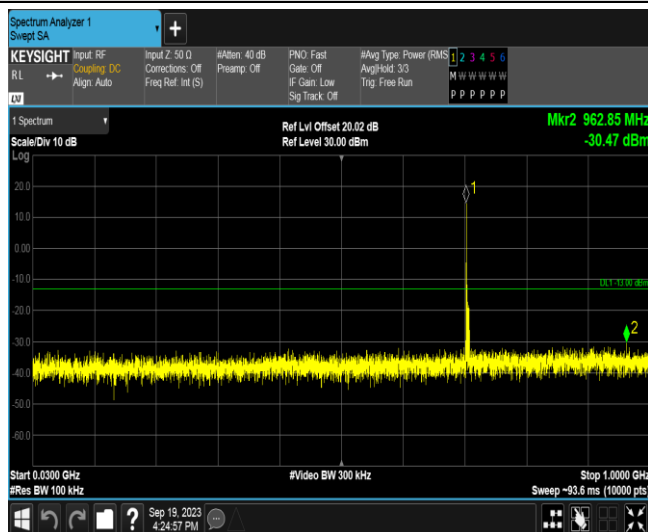 Spectrum Analyzer 1
Swept SA
+
KEYSIGHT
RL
LXI
Input: RF
Coupling: DC
Align: Auto
Input Z: 50 Ω
Corrections: Off
Freq Ref: Int (S)
#Atten: 40 dB
Preamp: Off
PNO: Fast
Gate: Off
IF Gain: Low
Sig Track: Off
#Avg Type: Power (RMS
Avg|Hold: 3/3
Trig: Free Run
1 2 3 4 5 6
M W W W W W
P P P P P P
1 Spectrum
Scale/Div 10 dB
Ref Lvl Offset 20.02 dB
Ref Level 30.00 dBm
Mkr2 962.85 MHz
-30.47 dBm
Log
1
20.0
10.0
0.00
-10.0
DL1 -13.00 dBm
-20.0
2
-30.0
-40.0
-50.0
-60.0
Start 0.0300 GHz
#Res BW 100 kHz
#Video BW 300 kHz
Stop 1.0000 GHz
Sweep ~93.6 ms (10000 pts)
?
Sep 19, 2023
4:24:57 PM